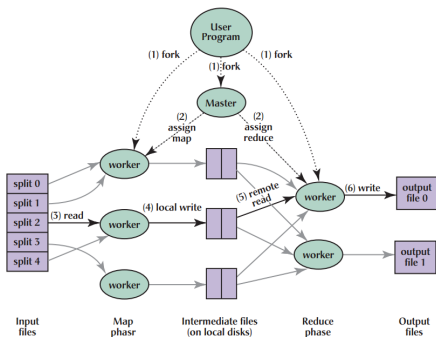 User
Program
(1) fork
(1) fork
(1) fork
Master
(2)
assign
map
(2)
assign
reduce
worker
split 0
split 1
split 2
split 3
split 4
(3) read
worker
(4) local write
(5) remote
read
worker
(6) write
output
file 0
worker
output
file 1
worker
Input
files
Map
phasr
Intermediate files
(on local disks)
Reduce
phase
Output
files